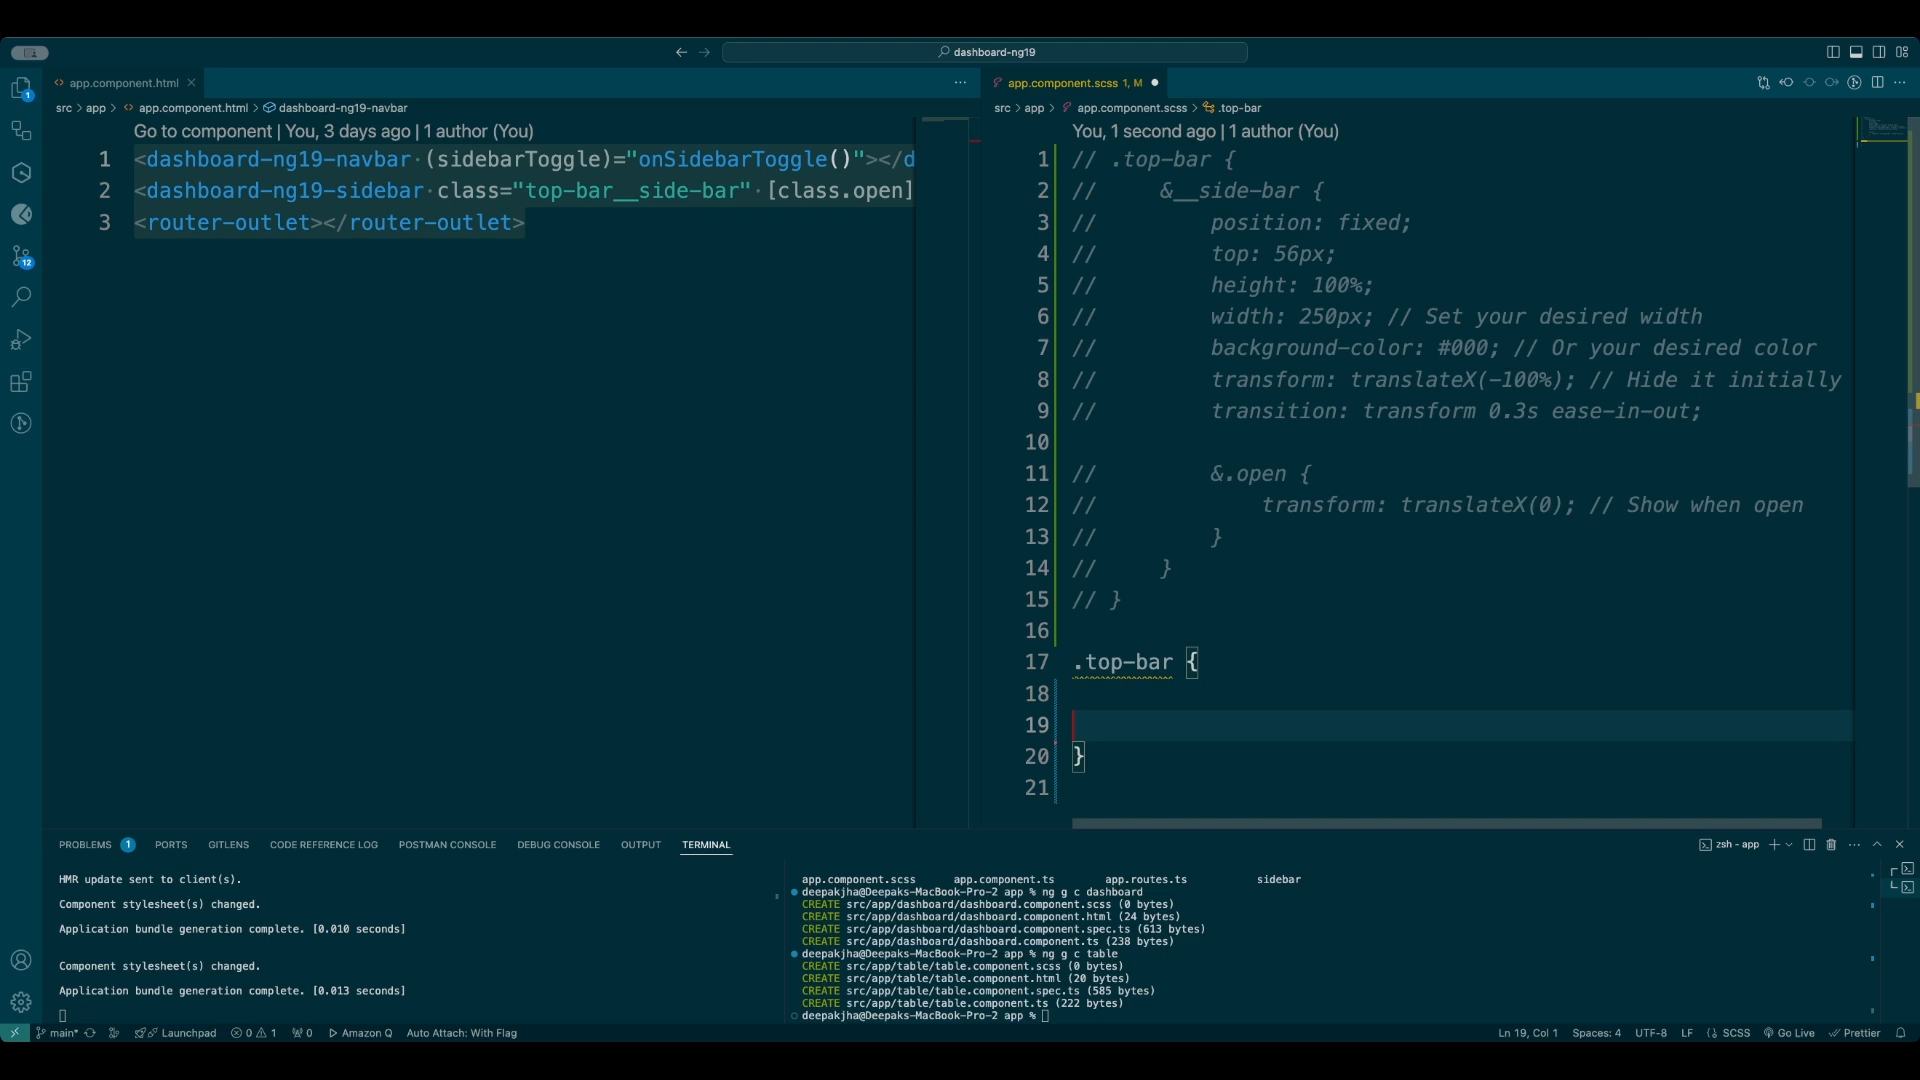 dashboard-ng19
app.component.html
app.component.scss 1, M
src > app > app.component.html > dashboard-ng19-navbar
src > app > app.component.scss > .top-bar
Go to component | You, 3 days ago | 1 author (You)
1 <dashboard-ng19-navbar (sidebarToggle)="onSidebarToggle()"></d
2 <dashboard-ng19-sidebar class="top-bar__side-bar" [class.open]
3 <router-outlet></router-outlet>
You, 1 second ago | 1 author (You)
1 // .top-bar {
2 //     &__side-bar {
3 //         position: fixed;
4 //         top: 56px;
5 //         height: 100%;
6 //         width: 250px; // Set your desired width
7 //         background-color: #000; // Or your desired color
8 //         transform: translateX(-100%); // Hide it initially
9 //         transition: transform 0.3s ease-in-out;
10
11 //         &.open {
12 //             transform: translateX(0); // Show when open
13 //         }
14 //     }
15 // }
16
17 .top-bar {
18
19
20 }
21
1
12
PROBLEMS 1 PORTS GITLENS CODE REFERENCE LOG POSTMAN CONSOLE DEBUG CONSOLE OUTPUT TERMINAL
zsh - app
HMR update sent to client(s).
Component stylesheet(s) changed.
Application bundle generation complete. [0.010 seconds]
Component stylesheet(s) changed.
Application bundle generation complete. [0.013 seconds]
app.component.scss app.component.ts app.routes.ts sidebar
deepakjha@Deepaks-MacBook-Pro-2 app % ng g c dashboard
CREATE src/app/dashboard/dashboard.component.scss (0 bytes)
CREATE src/app/dashboard/dashboard.component.html (24 bytes)
CREATE src/app/dashboard/dashboard.component.spec.ts (613 bytes)
CREATE src/app/dashboard/dashboard.component.ts (238 bytes)
deepakjha@Deepaks-MacBook-Pro-2 app % ng g c table
CREATE src/app/table/table.component.scss (0 bytes)
CREATE src/app/table/table.component.html (20 bytes)
CREATE src/app/table/table.component.spec.ts (585 bytes)
CREATE src/app/table/table.component.ts (222 bytes)
deepakjha@Deepaks-MacBook-Pro-2 app %
main* Launchpad 0 1 0 Amazon Q Auto Attach: With Flag
Ln 19, Col 1 Spaces: 4 UTF-8 LF SCSS Go Live Prettier